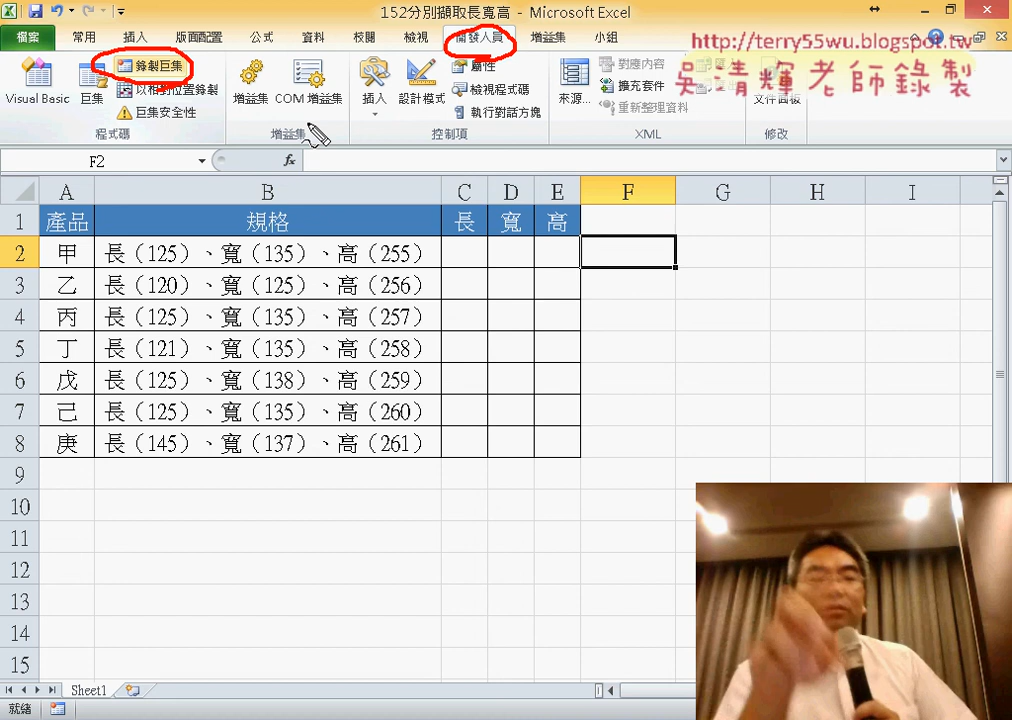 152分別擷取長寬高 - Microsoft Excel
檔案 常用 插入 版面配置 公式 資料 校閱 檢視 開發人員 增益集 小組
http://terry55wu.blogspot.tw
吳清輝老師錄製
Visual Basic 巨集 錄製巨集 以相對位置錄製 巨集安全性
增益集 COM 增益集
插入 設計模式 屬性 檢視程式碼 執行對話方塊
來源... 對應內容 擴充套件 重新整理資料
文件面板
程式碼 增益集 控制項 XML 修改
F2 fx
A B C D E F G H I
1 產品 規格 長 寬 高
2 甲 長（125）、寬（135）、高（255）
3 乙 長（120）、寬（125）、高（256）
4 丙 長（125）、寬（135）、高（257）
5 丁 長（121）、寬（135）、高（258）
6 戊 長（125）、寬（138）、高（259）
7 己 長（125）、寬（135）、高（260）
8 庚 長（145）、寬（137）、高（261）
9
10
11
12
13
14
15
Sheet1
就緒